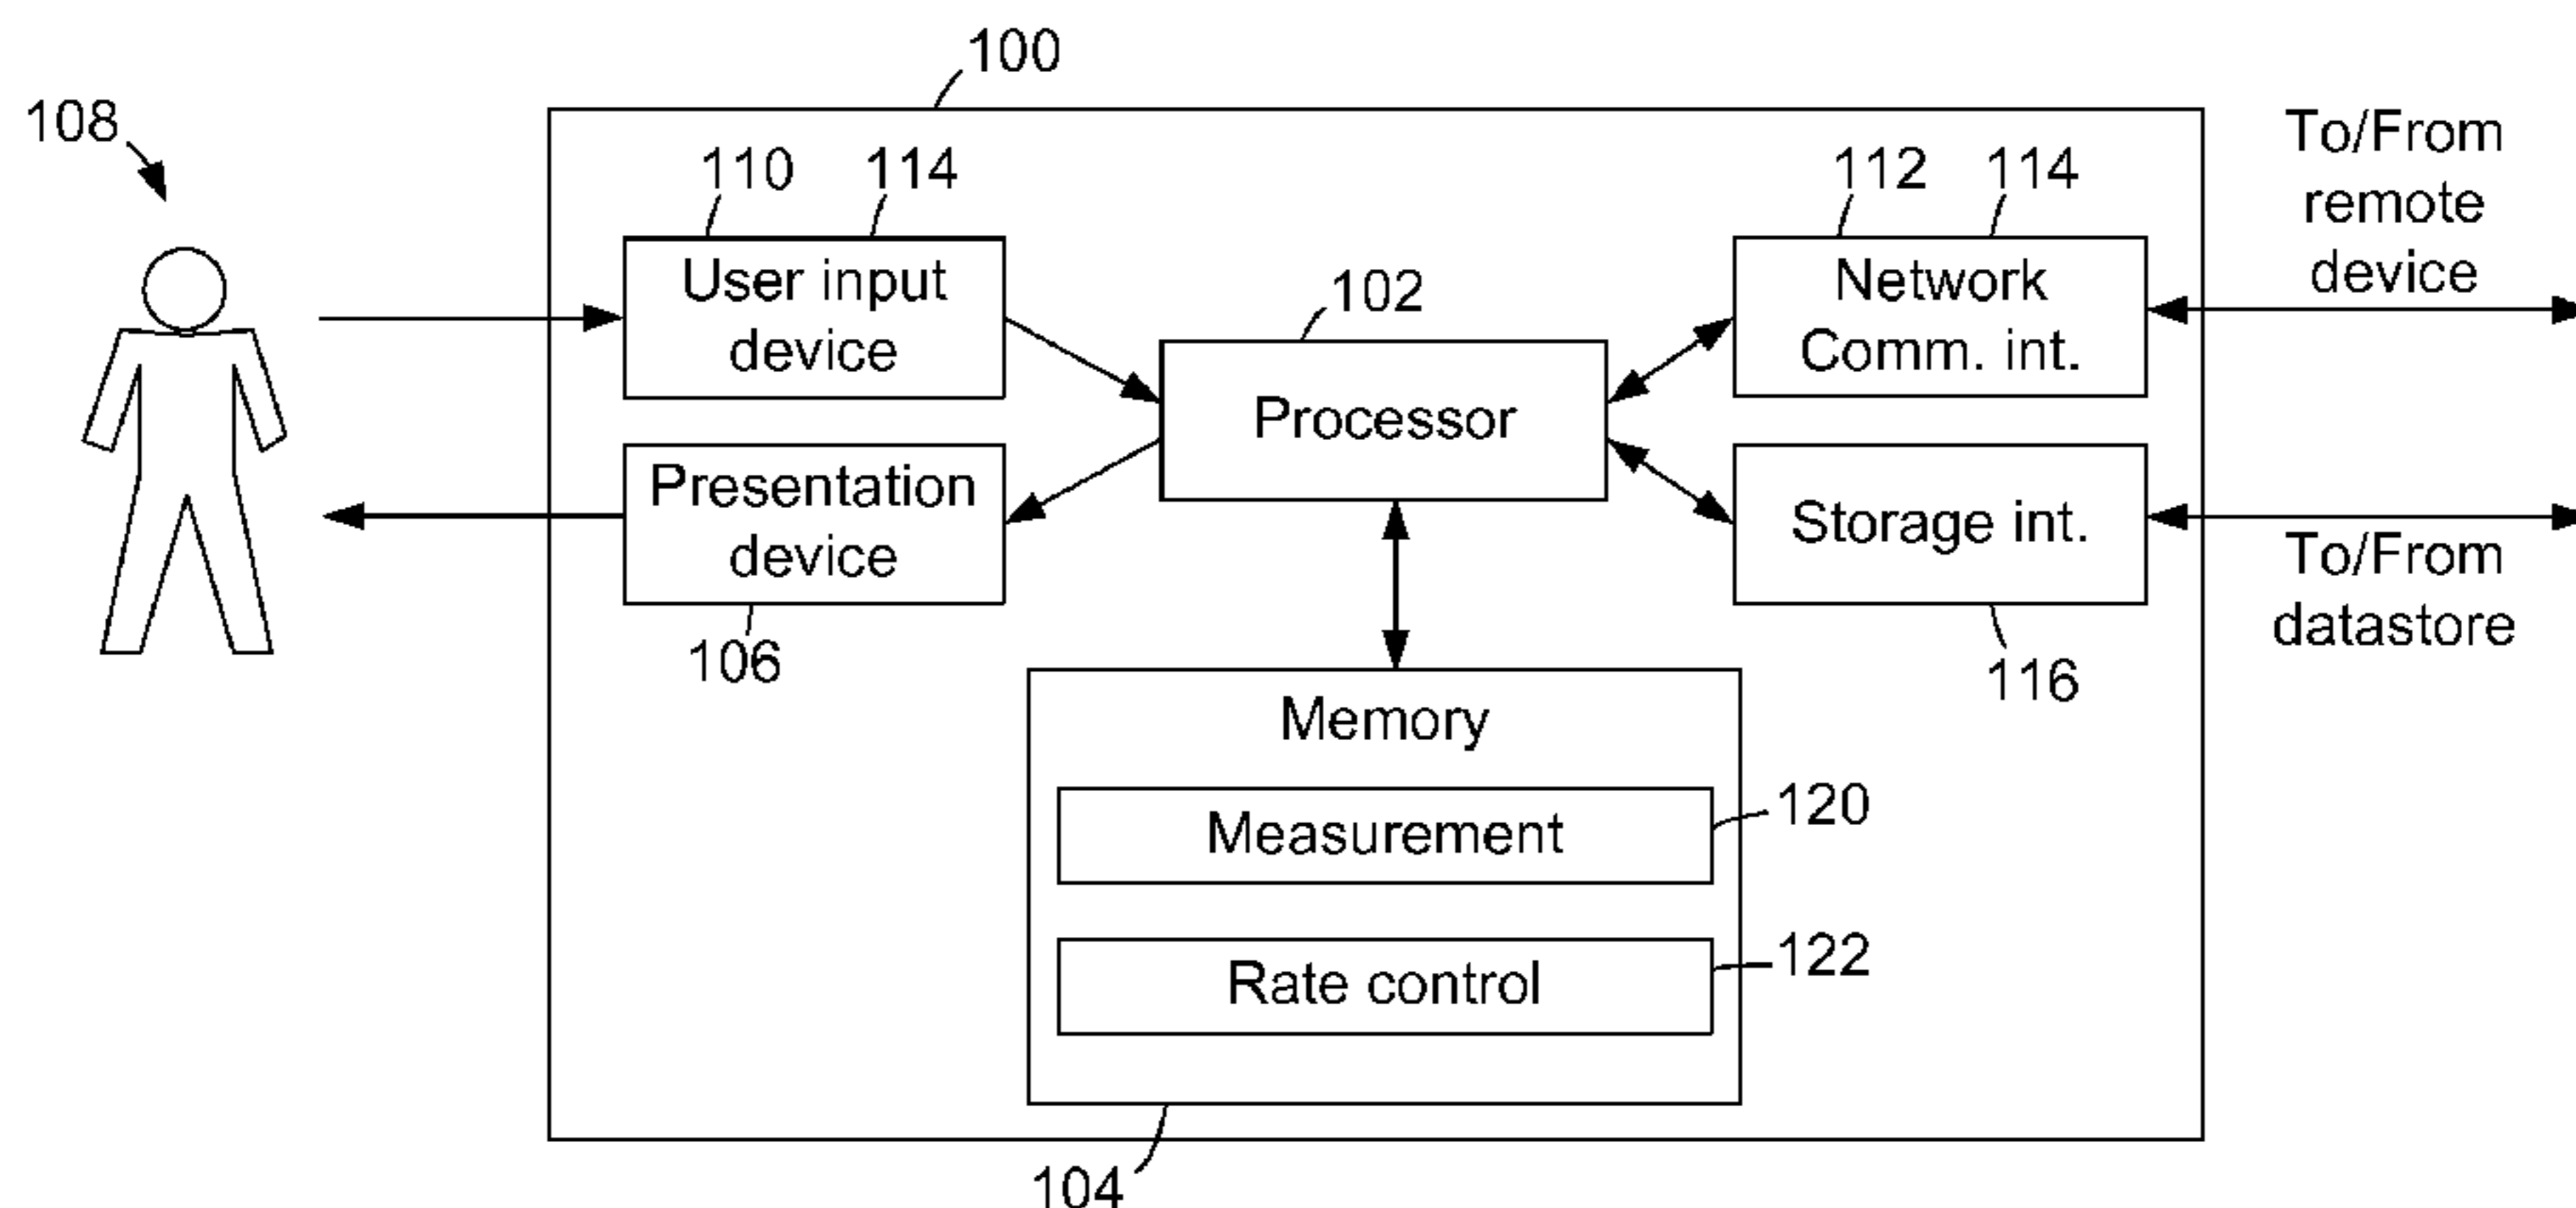 100
108
110
114
112
114
To/From
remote
device
User input
device
102
Network
Comm. int.
Processor
Presentation
device
Storage int.
To/From
datastore
106
116
Memory
Measurement
120
Rate control
122
104